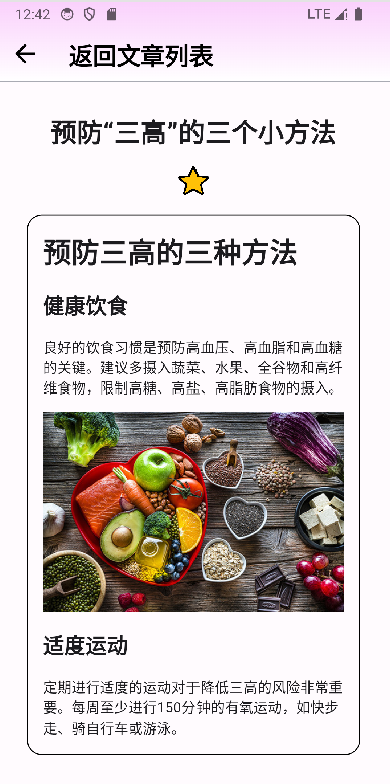 12:42
LTE
返回文章列表
预防“三高”的三个小方法
预防三高的三种方法
健康饮食
良好的饮食习惯是预防高血压、高血脂和高血糖
的关键。建议多摄入蔬菜、水果、全谷物和高纤
维食物，限制高糖、高盐、高脂肪食物的摄入。
适度运动
定期进行适度的运动对于降低三高的风险非常重
要。每周至少进行150分钟的有氧运动，如快步
走、骑自行车或游泳。